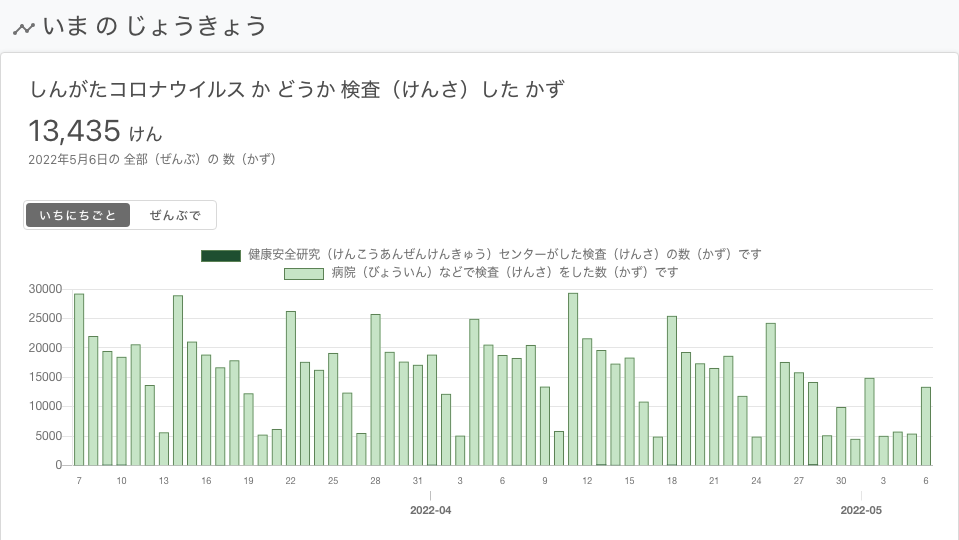 いま の じょうきょう
しんがたコロナウイルス か どうか 検査（けんさ）した かず
13,435 けん
2022年5月6日の 全部（ぜんぶ）の 数（かず）
いちにちごと ぜんぶで
健康安全研究（けんこうあんぜんけんきゅう）センターがした検査（けんさ）の数（かず）です
病院（びょういん）などで検査（けんさ）をした数（かず）です
30000
25000
20000
15000
10000
5000
0
7 10 13 16 19 22 25 28 31 3 6 9 12 15 18 21 24 27 30 3 6
2022-04 2022-05